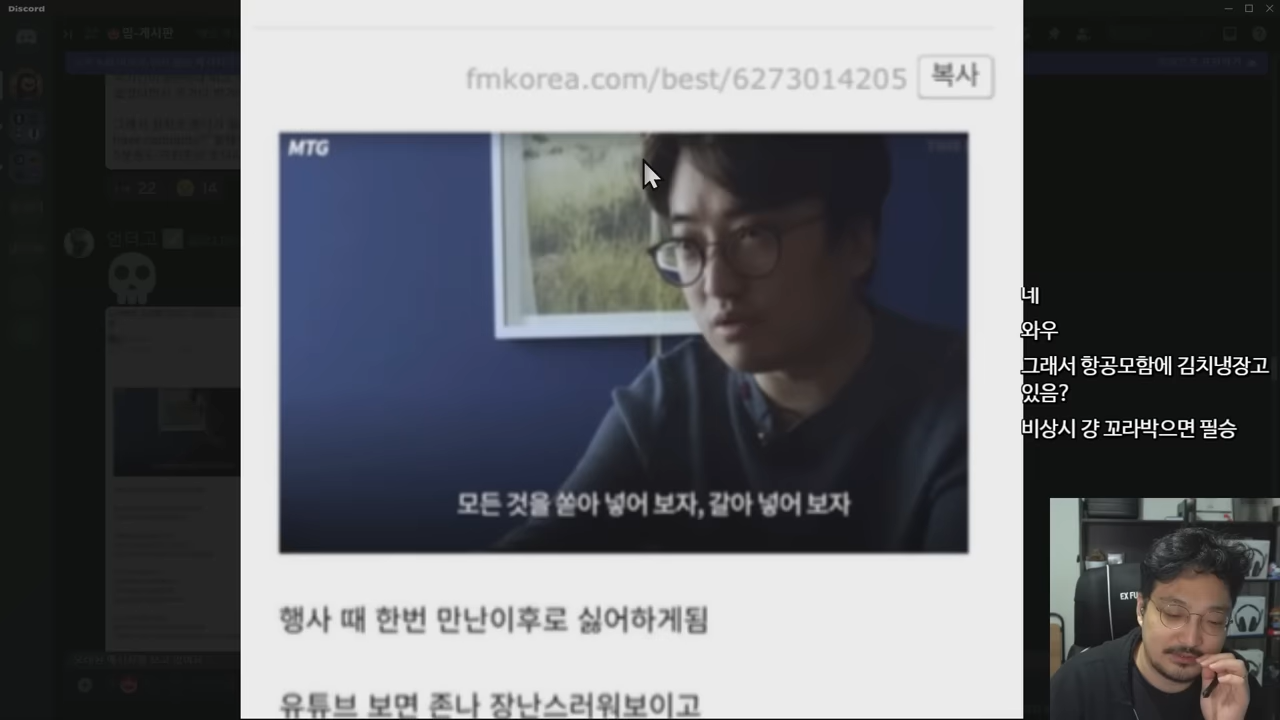 Discord
fmkorea.com/best/6273014205
복사
MTG
모든 것을 쏟아 넣어 보자, 갈아 넣어 보자
행사 때 한번 만난이후로 싫어하게됨
유튜브 보면 존나 장난스러워보이고
22
14
언덕고
네
와우
그래서 항공모함에 김치냉장고
있음?
비상시 걍 꼬라박으면 필승